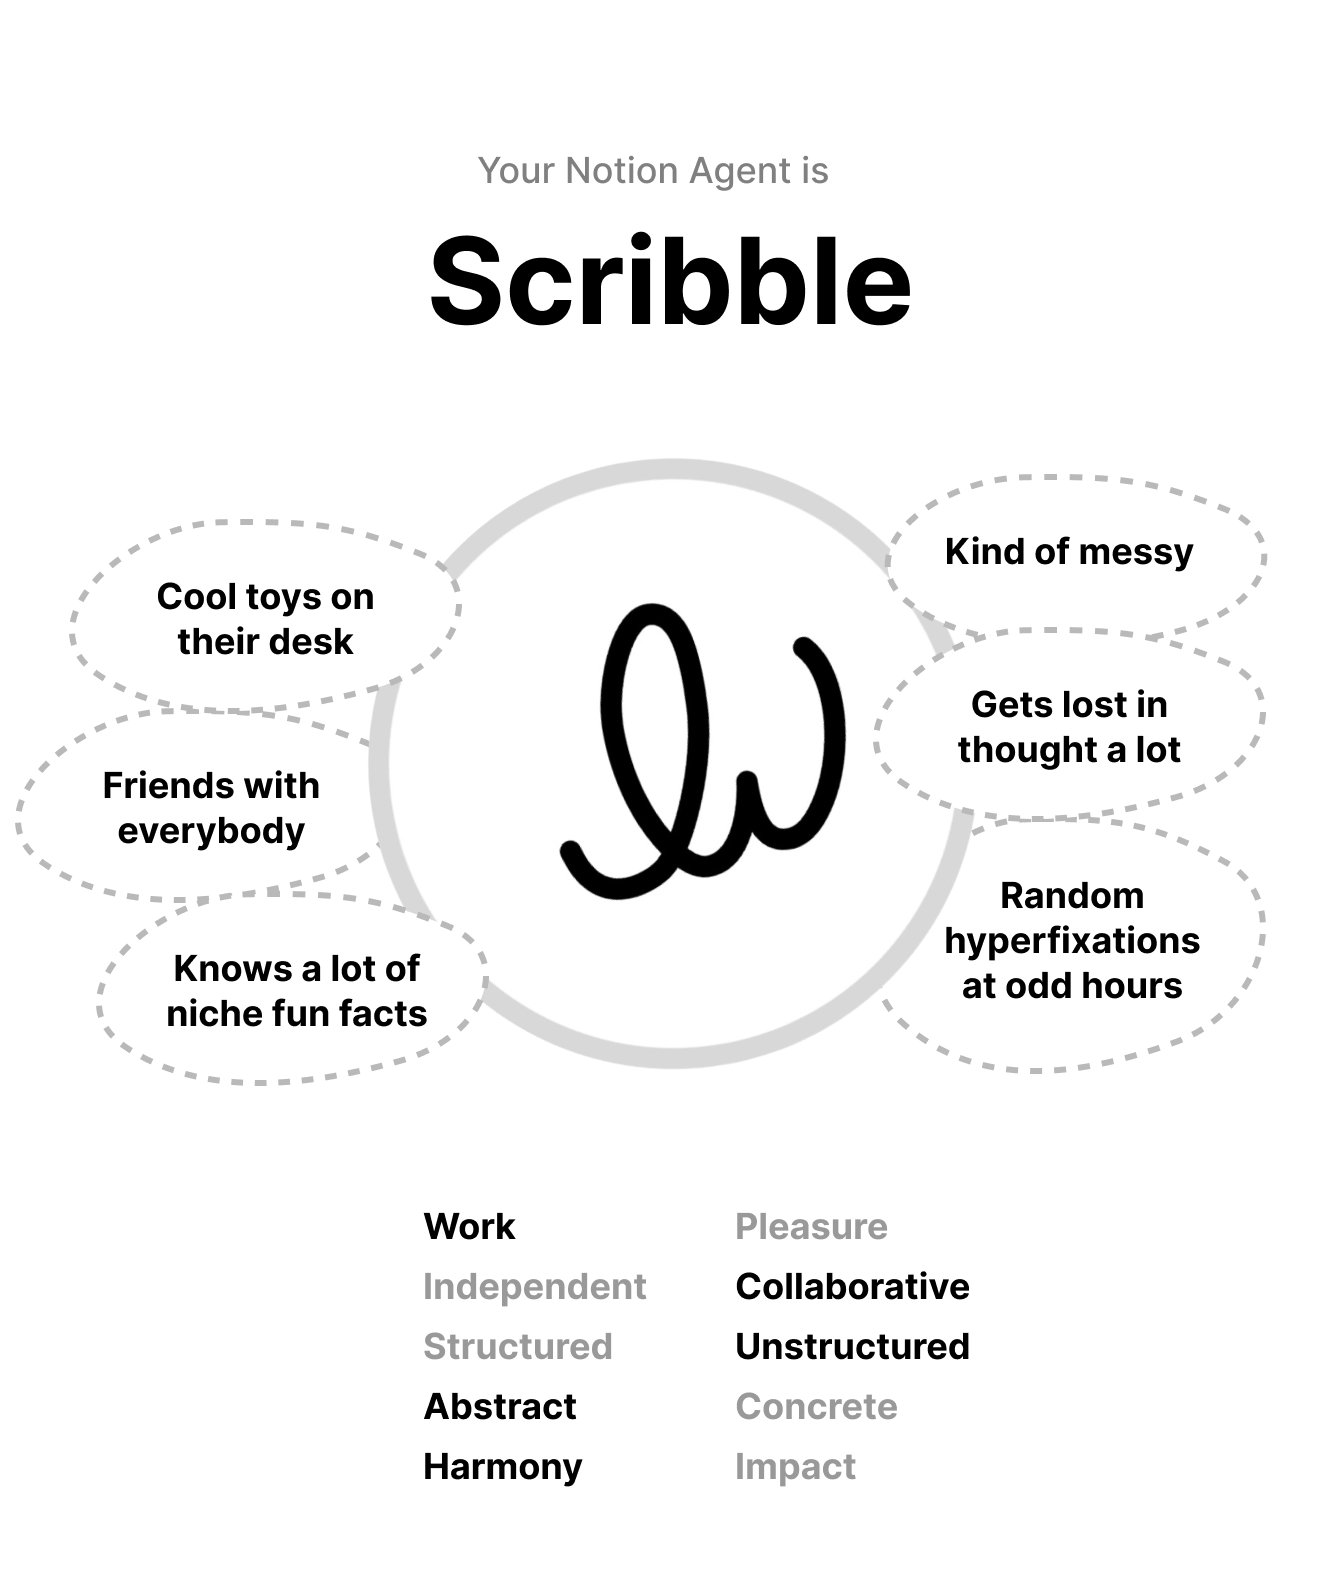 Your Notion Agent is
Scribble
Cool toys on
their desk
Friends with
everybody
Knows a lot of
niche fun facts
Kind of messy
Gets lost in
thought a lot
Random
hyperfixations
at odd hours
Work Pleasure
Independent Collaborative
Structured Unstructured
Abstract Concrete
Harmony Impact